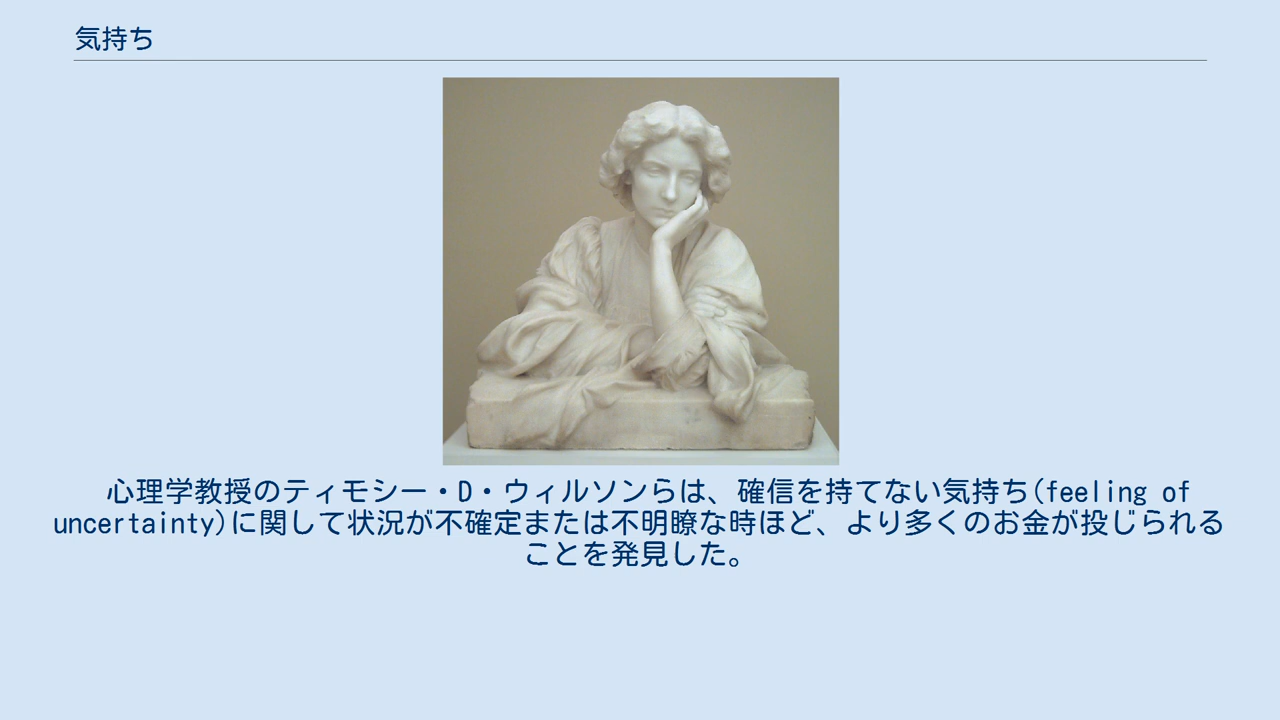 気持ち
心理学教授のティモシー・D・ウィルソンらは、確信を持てない気持ち(feeling of
uncertainty)に関して状況が不確定または不明瞭な時ほど、より多くのお金が投じられる
ことを発見した。